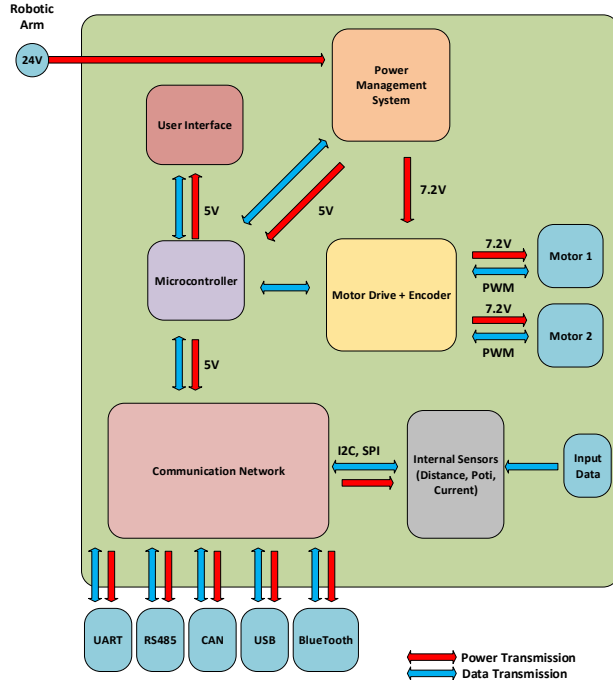 Robotic
Arm
24V
Power
Management
System
User Interface
5V
5V
7.2V
Microcontroller
Motor Drive + Encoder
7.2V
PWM
Motor 1
7.2V
PWM
Motor 2
5V
Communication Network
I2C, SPI
Internal Sensors
(Distance, Poti,
Current)
Input
Data
UART
RS485
CAN
USB
BlueTooth
Power Transmission
Data Transmission